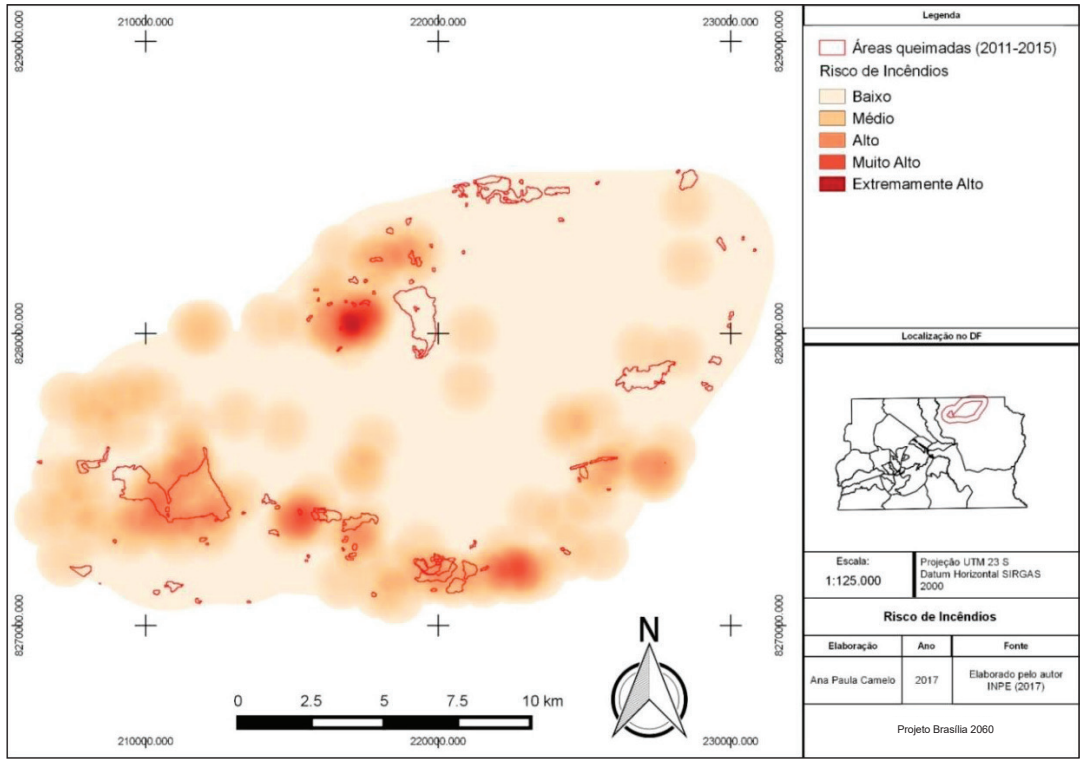 210000.000 220000.000 230000.000
8290000.000 8290000.000
8280000.000 8280000.000
8270000.000 8270000.000
N
0 2.5 5 7.5 10 km
210000.000 220000.000 230000.000
Legenda
Áreas queimadas (2011-2015)
Risco de Incêndios
Baixo
Médio
Alto
Muito Alto
Extremamente Alto
Localização no DF
Escala:
1:125.000
Projeção UTM 23 S
Datum Horizontal SIRGAS
2000
Risco de Incêndios
Elaboração Ano Fonte
Ana Paula Camelo 2017 Elaborado pelo autor
INPE (2017)
Projeto Brasília 2060